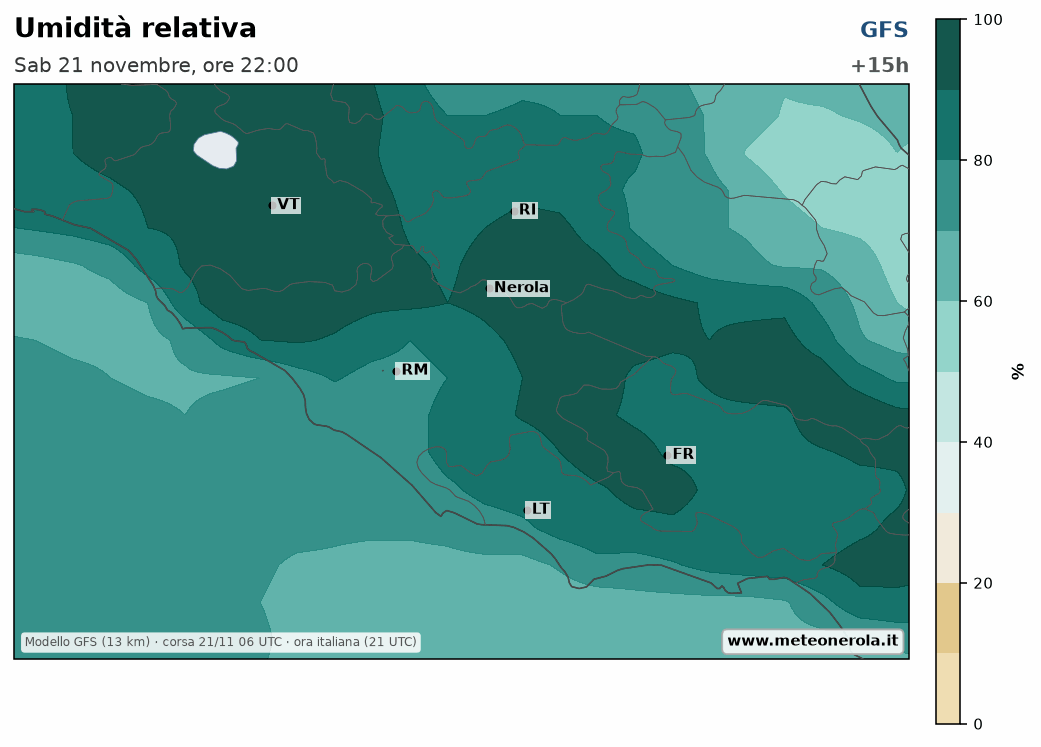 Umidità relativa
GFS
Sab 21 novembre, ore 22:00
+15h
100
80
60
40
20
0
%
VT
RI
Nerola
RM
FR
LT
Modello GFS (13 km) · corsa 21/11 06 UTC · ora italiana (21 UTC)
www.meteonerola.it